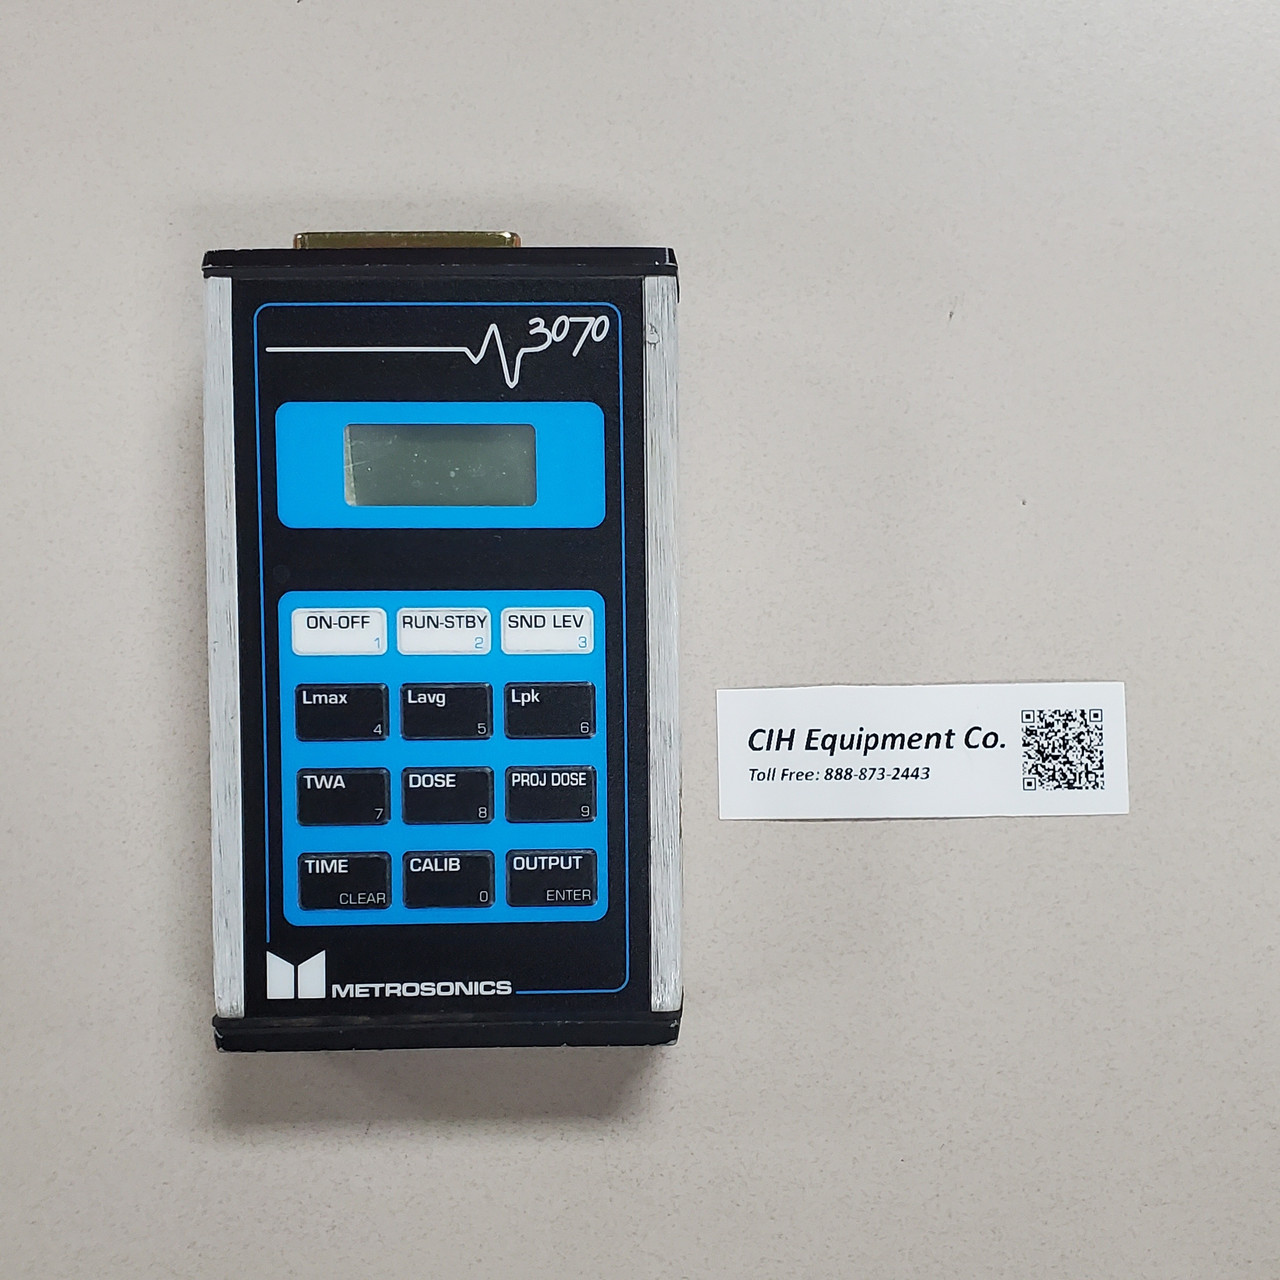 3070
ON-OFF 1 RUN-STBY 2 SND LEV 3
Lmax 4 Lavg 5 Lpk 6
TWA 7 DOSE 8 PROJ DOSE 9
TIME CLEAR CALIB 0 OUTPUT ENTER
METROSONICS
CIH Equipment Co.
Toll Free: 888-873-2443